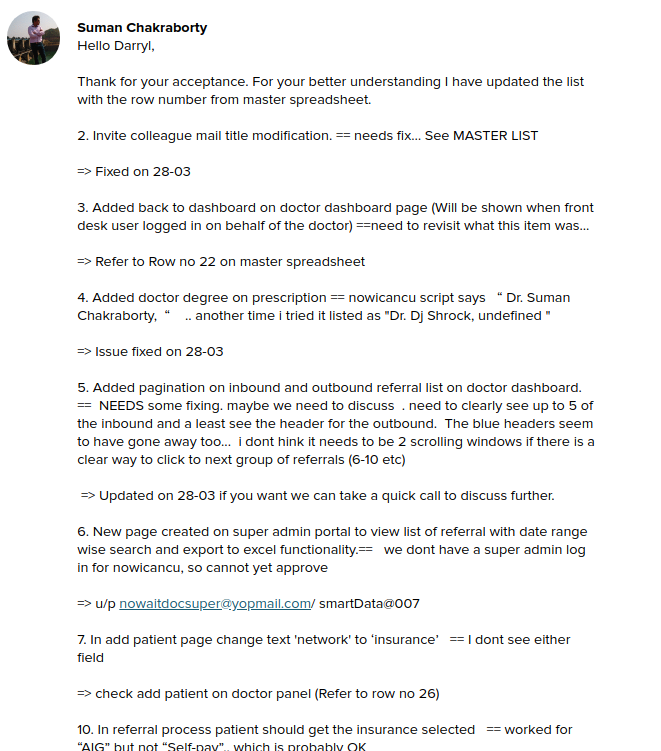 Suman Chakraborty
Hello Darryl,
Thank for your acceptance. For your better understanding I have updated the list
with the row number from master spreadsheet.
2. Invite colleague mail title modification. == needs fix... See MASTER LIST
=> Fixed on 28-03
3. Added back to dashboard on doctor dashboard page (Will be shown when front
desk user logged in on behalf of the doctor) ==need to revisit what this item was...
=> Refer to Row no 22 on master spreadsheet
4. Added doctor degree on prescription == nowicancu script says “ Dr. Suman
Chakraborty, “ .. another time i tried it listed as "Dr. Dj Shrock, undefined "
=> Issue fixed on 28-03
5. Added pagination on inbound and outbound referral list on doctor dashboard.
== NEEDS some fixing. maybe we need to discuss . need to clearly see up to 5 of
the inbound and a least see the header for the outbound. The blue headers seem
to have gone away too... i dont hink it needs to be 2 scrolling windows if there is a
clear way to click to next group of referrals (6-10 etc)
=> Updated on 28-03 if you want we can take a quick call to discuss further.
6. New page created on super admin portal to view list of referral with date range
wise search and export to excel functionality.== we dont have a super admin log
in for nowicancu, so cannot yet approve
=> u/p nowaitdocsuper@yopmail.com/ smartData@007
7. In add patient page change text 'network' to ‘insurance’ == I dont see either
field
=> check add patient on doctor panel (Refer to row no 26)
10. In referral process patient should get the insurance selected == worked for
“AIG” but not “Self-pay”.. which is probably OK